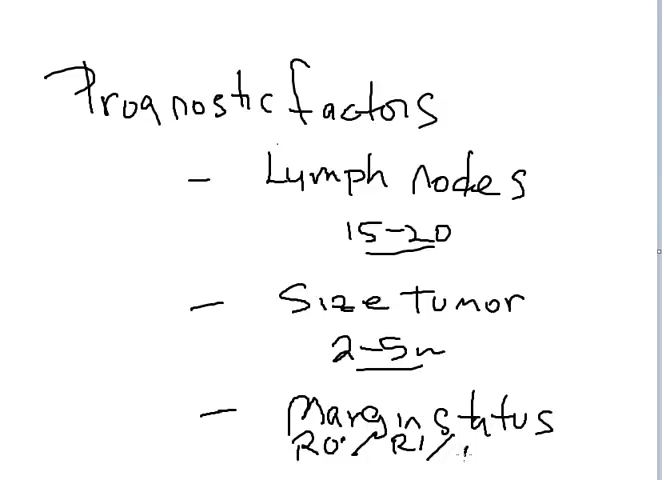 Prognostic factors
- Lymph nodes
15-20
- Size tumor
2-5
- Margin status
R0 / R1 /